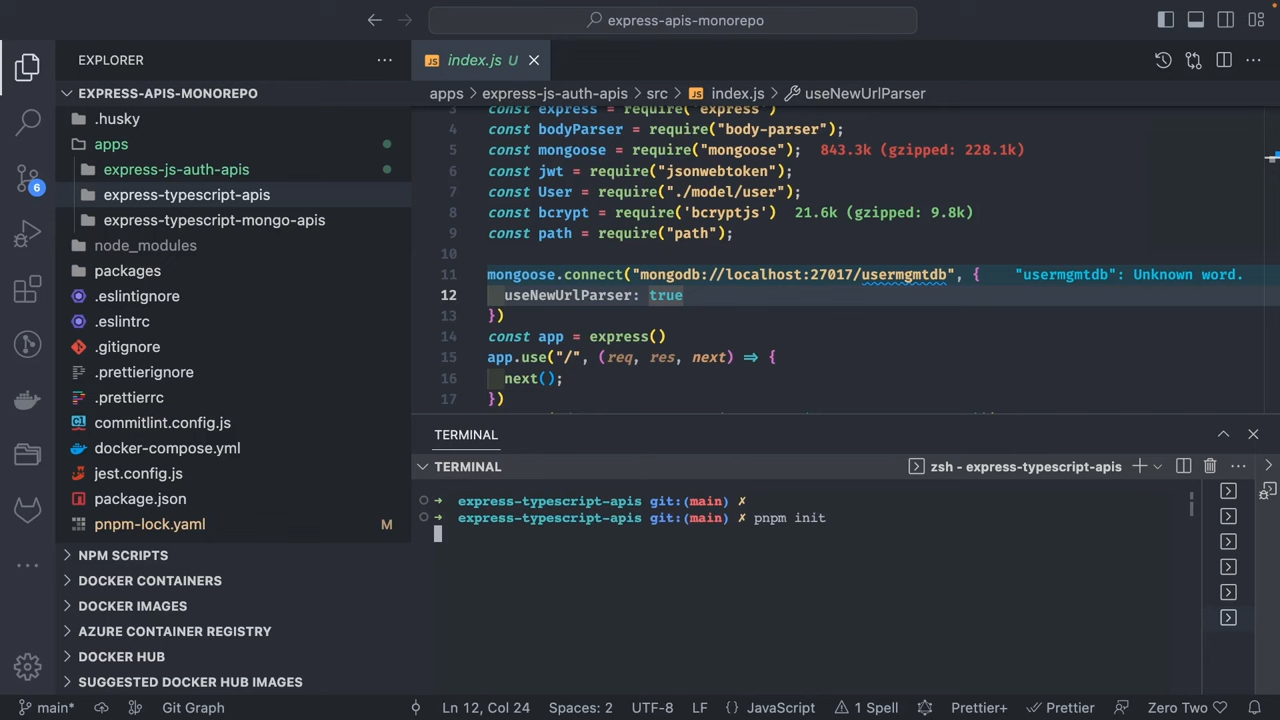 express-apis-monorepo
EXPLORER
EXPRESS-APIS-MONOREPO
.husky
apps
express-js-auth-apis
express-typescript-apis
express-typescript-mongo-apis
node_modules
packages
.eslintignore
.eslintrc
.gitignore
.prettierignore
.prettierrc
commitlint.config.js
docker-compose.yml
jest.config.js
package.json
pnpm-lock.yaml M
NPM SCRIPTS
DOCKER CONTAINERS
DOCKER IMAGES
AZURE CONTAINER REGISTRY
DOCKER HUB
SUGGESTED DOCKER HUB IMAGES
6
JS index.js U
apps > express-js-auth-apis > src > JS index.js > useNewUrlParser
3 const express = require("express")
4 const bodyParser = require("body-parser");
5 const mongoose = require("mongoose"); 843.3k (gzipped: 228.1k)
6 const jwt = require("jsonwebtoken");
7 const User = require("./model/user");
8 const bcrypt = require('bcryptjs') 21.6k (gzipped: 9.8k)
9 const path = require("path");
10
11 mongoose.connect("mongodb://localhost:27017/usermgmtdb", { "usermgmtdb": Unknown word.
12 useNewUrlParser: true
13 })
14 const app = express()
15 app.use("/", (req, res, next) => {
16 next();
17 })
TERMINAL
TERMINAL
zsh - express-typescript-apis
→ express-typescript-apis git:(main) ✗
→ express-typescript-apis git:(main) ✗ pnpm init
main* Git Graph Ln 12, Col 24 Spaces: 2 UTF-8 LF {} JavaScript 1 Spell Prettier+ Prettier Zero Two